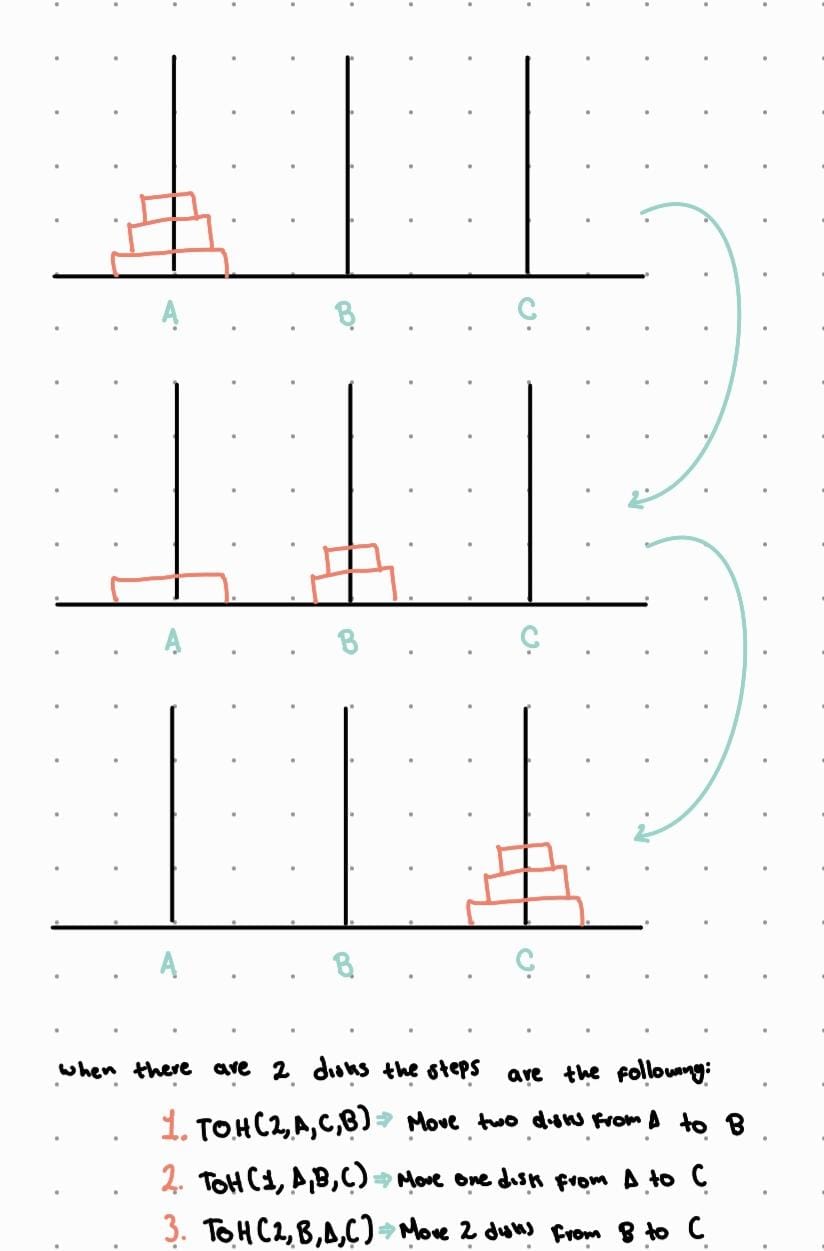 A B C
A B C
A B C
when there are 2 disks the steps are the following:
1. TOH(2,A,C,B) ⇒ Move two disks from A to B
2. TOH(1, A,B,C) ⇒ Move one disk from A to C
3. TOH(2,B,A,C) ⇒ Move 2 disks from B to C